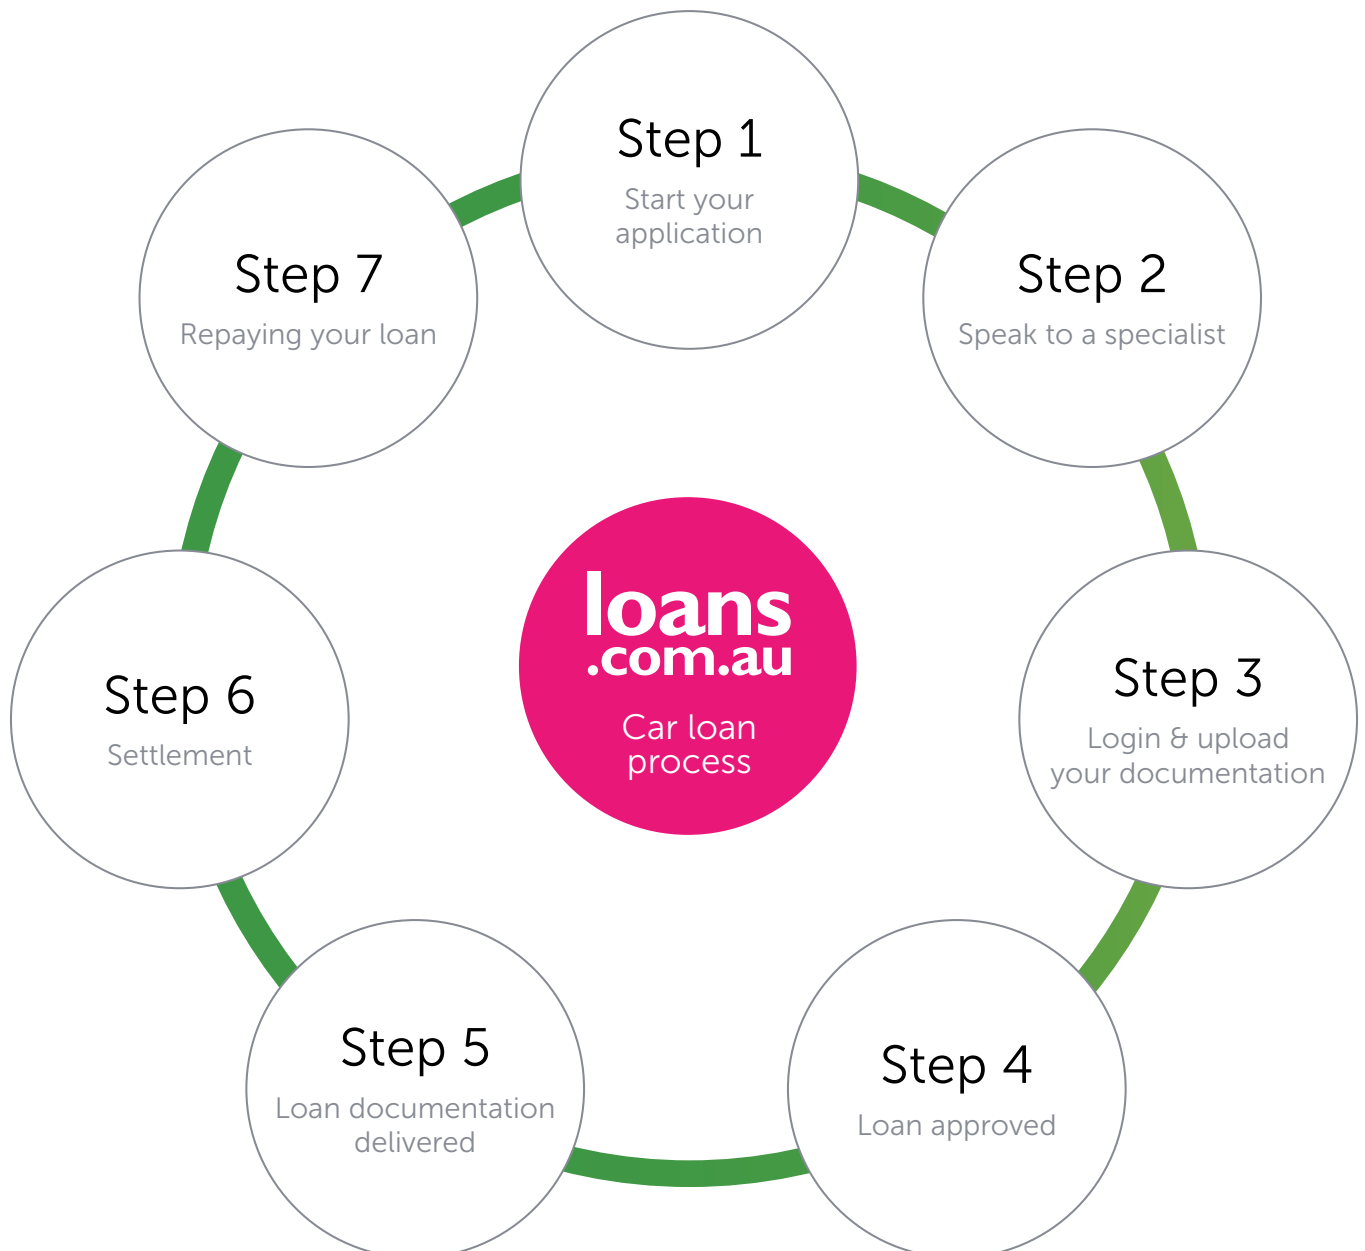 Step 1
Start your
application
Step 2
Speak to a specialist
Step 3
Login & upload
your documentation
Step 4
Loan approved
Step 5
Loan documentation
delivered
Step 6
Settlement
Step 7
Repaying your loan
loans
.com.au
Car loan
process